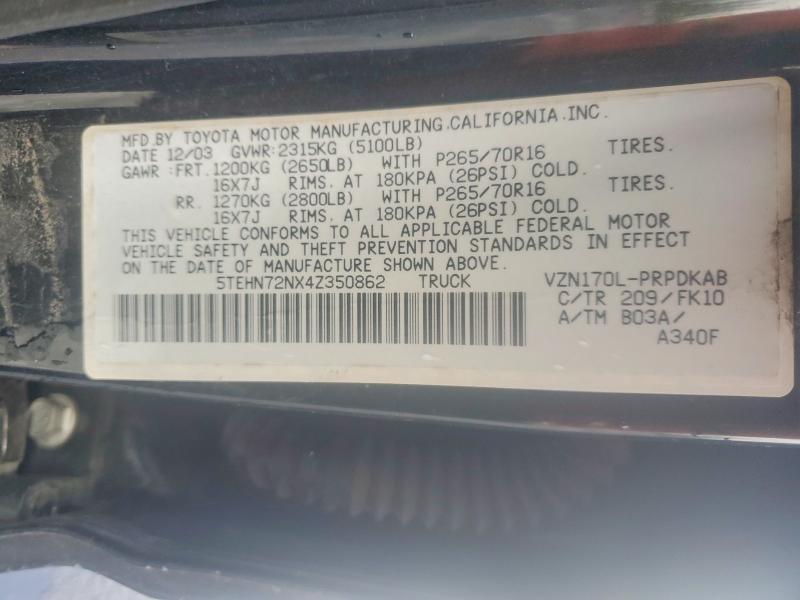 MFD.BY TOYOTA MOTOR MANUFACTURING.CALIFORNIA.INC.
DATE 12/03 GVWR:2315KG (5100LB)
GAWR:FRT.1200KG (2650LB) WITH P265/70R16 TIRES.
16X7J RIMS. AT 180KPA (26PSI) COLD.
RR. 1270KG (2800LB) WITH P265/70R16 TIRES.
16X7J RIMS. AT 180KPA (26PSI) COLD.
THIS VEHICLE CONFORMS TO ALL APPLICABLE FEDERAL MOTOR
VEHICLE SAFETY AND THEFT PREVENTION STANDARDS IN EFFECT
ON THE DATE OF MANUFACTURE SHOWN ABOVE.
5TEHN72NX4Z350862 TRUCK VZN170L-PRPDKAB
C/TR 209/FK10
A/TM B03A/
A340F